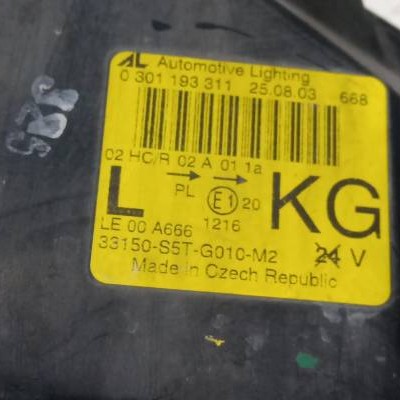 AL Automotive Lighting
0 301 193 311 25.08.03 668
02 HC/R 02 A 01 1a
L PL E1 20 KG
LE 00 A666 1216
33150-S5T-G010-M2 24 V
Made in Czech Republic